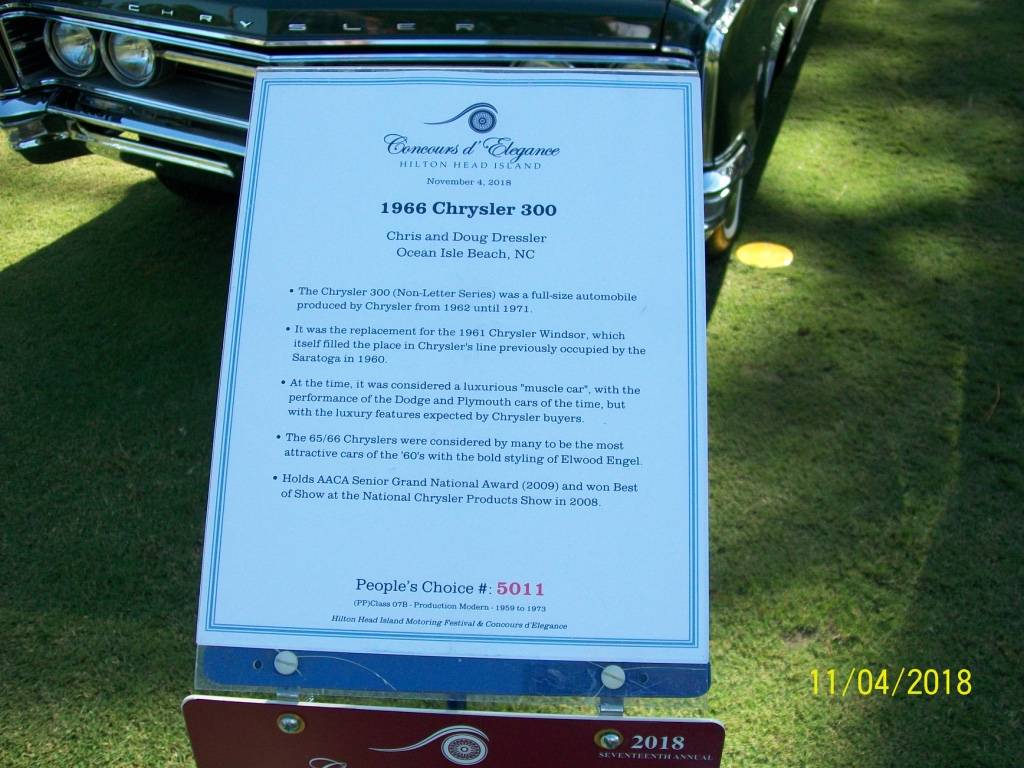 CHRYSLER
Concours d'Elegance
HILTON HEAD ISLAND
November 4, 2018
1966 Chrysler 300
Chris and Doug Dressler
Ocean Isle Beach, NC
• The Chrysler 300 (Non-Letter Series) was a full-size automobile
produced by Chrysler from 1962 until 1971.
• It was the replacement for the 1961 Chrysler Windsor, which
itself filled the place in Chrysler's line previously occupied by the
Saratoga in 1960.
• At the time, it was considered a luxurious "muscle car", with the
performance of the Dodge and Plymouth cars of the time, but
with the luxury features expected by Chrysler buyers.
• The 65/66 Chryslers were considered by many to be the most
attractive cars of the '60's with the bold styling of Elwood Engel.
• Holds AACA Senior Grand National Award (2009) and won Best
of Show at the National Chrysler Products Show in 2008.
People's Choice #: 5011
(PP)Class 07B - Production Modern - 1959 to 1973
Hilton Head Island Motoring Festival & Concours d'Elegance
11/04/2018
2018
SEVENTEENTH ANNUAL